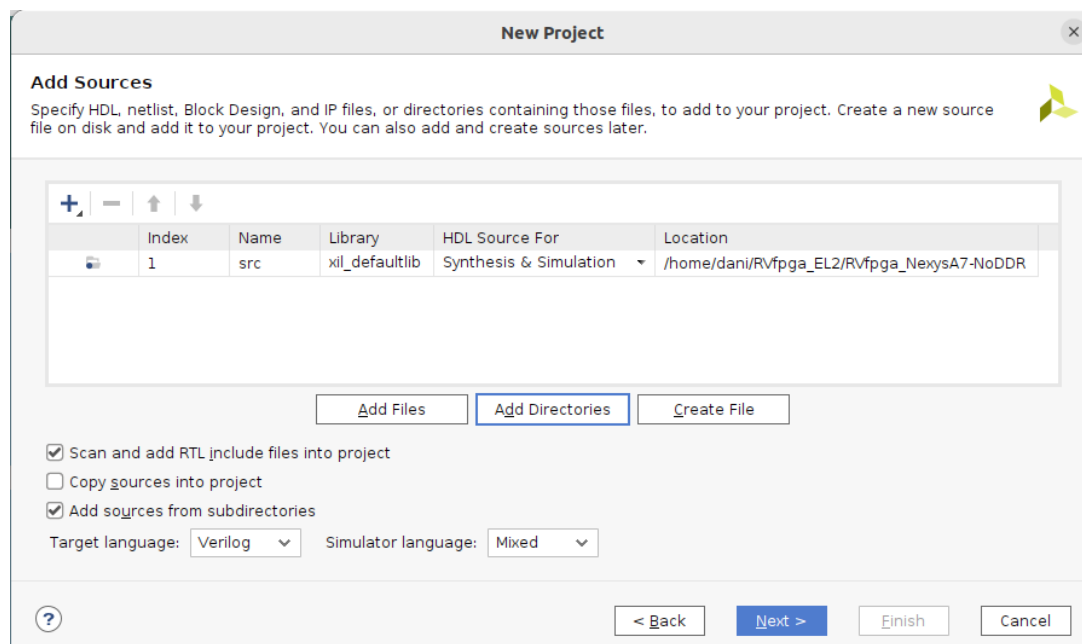 New Project
Add Sources
Specify HDL, netlist, Block Design, and IP files, or directories containing those files, to add to your project. Create a new source
file on disk and add it to your project. You can also add and create sources later.
Index Name Library HDL Source For Location
1 src xil_defaultlib Synthesis & Simulation /home/dani/RVfpga_EL2/RVfpga_NexysA7-NoDDR
Add Files Add Directories Create File
Scan and add RTL include files into project
Copy sources into project
Add sources from subdirectories
Target language: Verilog Simulator language: Mixed
? < Back Next > Finish Cancel